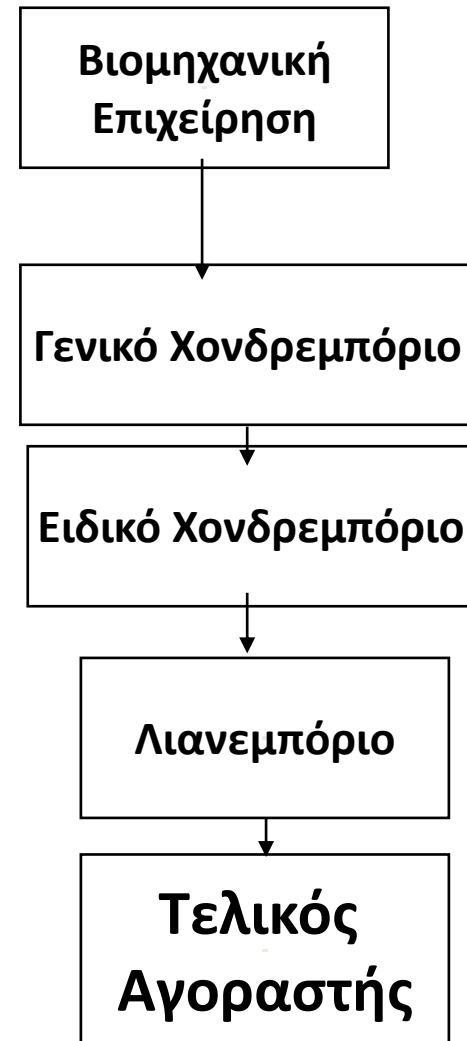 Βιομηχανική
Επιχείρηση
Γενικό Χονδρεμπόριο
Ειδικό Χονδρεμπόριο
Λιανεμπόριο
Τελικός
Αγοραστής